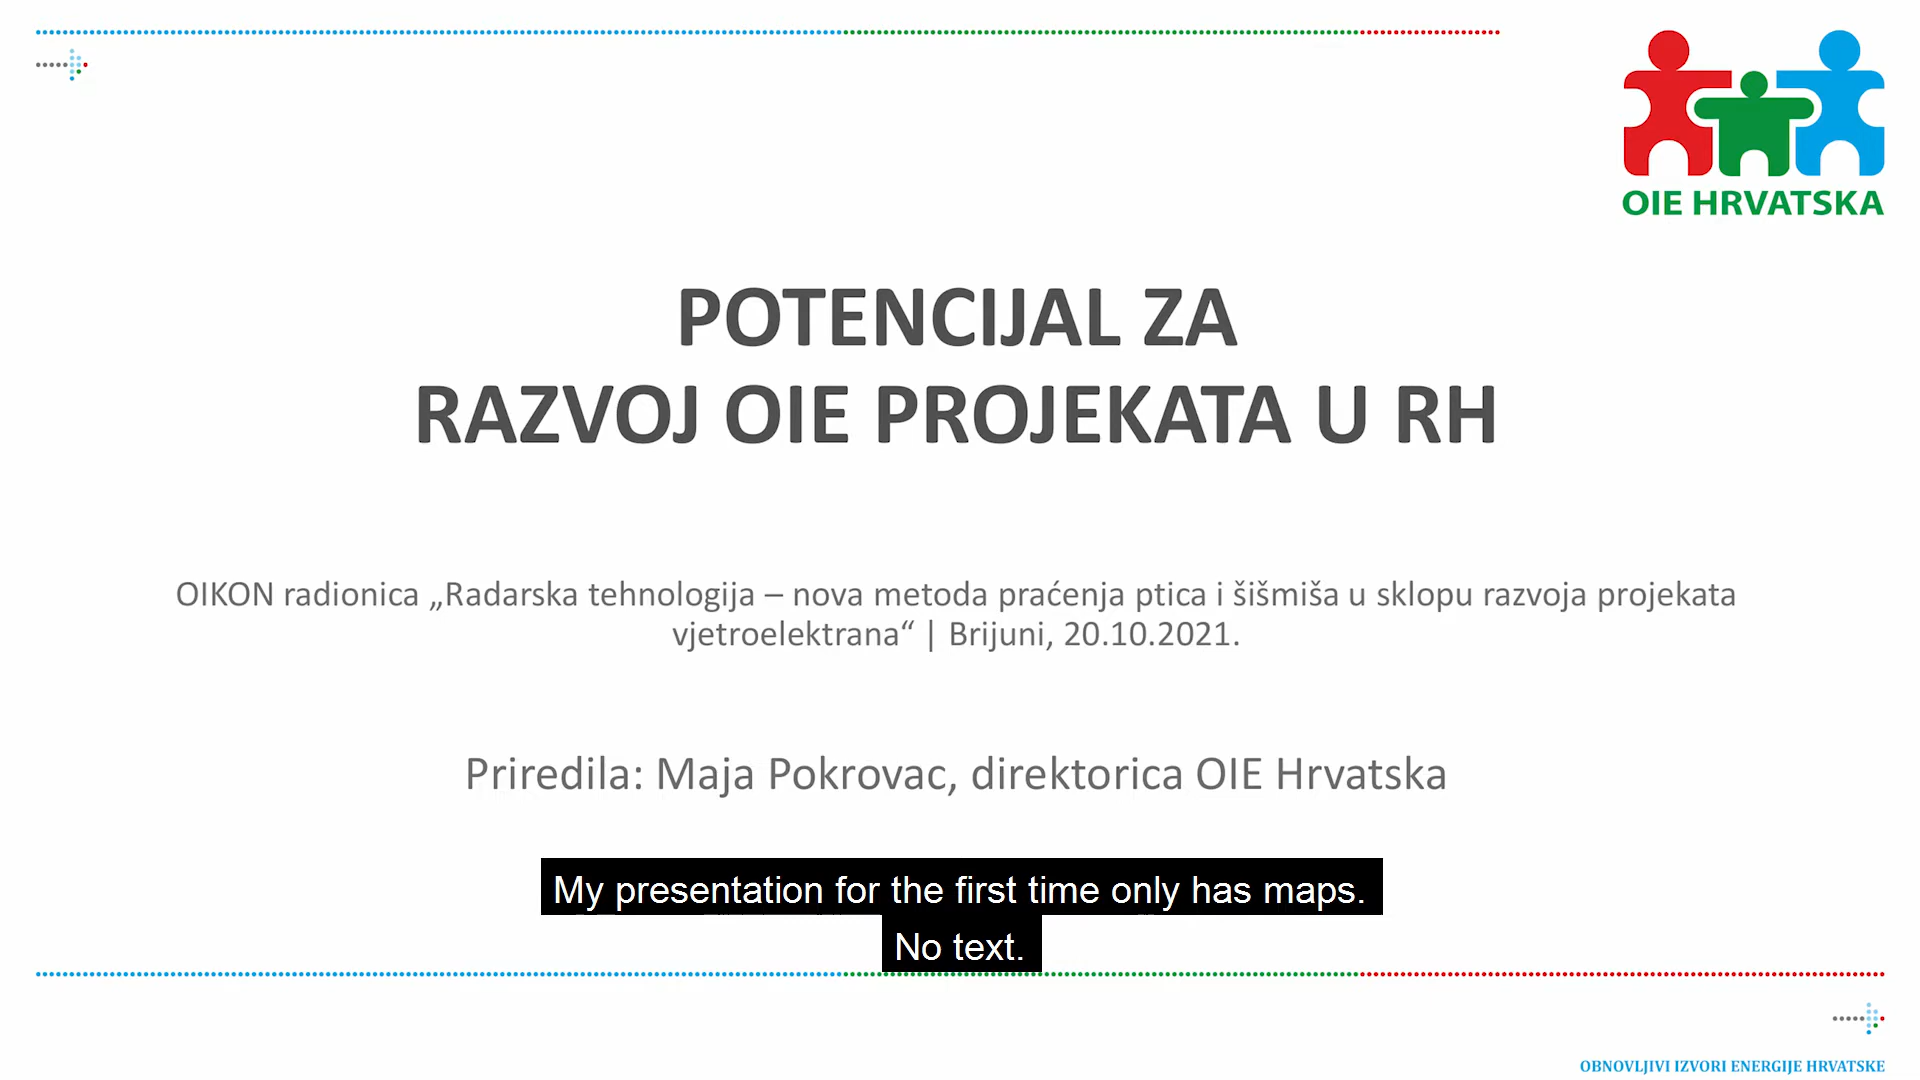 OIE HRVATSKA
POTENCIJAL ZA
RAZVOJ OIE PROJEKATA U RH
OIKON radionica „Radarska tehnologija – nova metoda praćenja ptica i šišmiša u sklopu razvoja projekata
vjetroelektrana“ | Brijuni, 20.10.2021.
Priredila: Maja Pokrovac, direktorica OIE Hrvatska
My presentation for the first time only has maps.
No text.
OBNOVLJIVI IZVORI ENERGIJE HRVATSKE